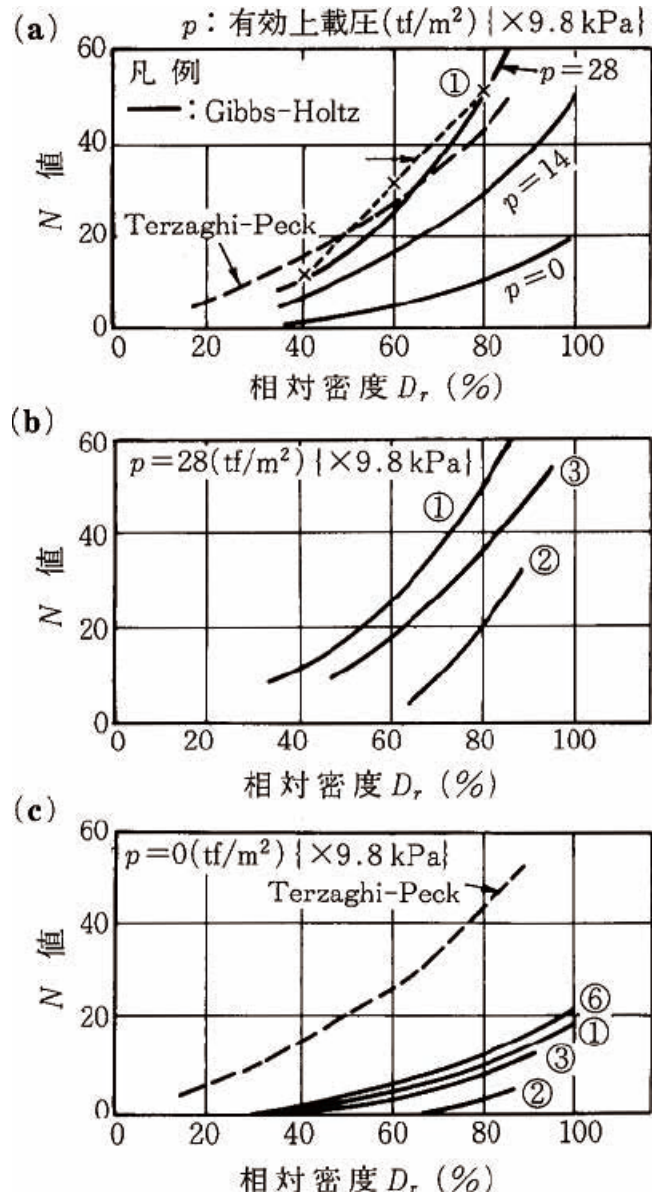 (a) p：有効上載圧(tf/m²)｛×9.8 kPa｝
60
凡例
①
p=28
━━：Gibbs-Holtz
40
N 値
p=14
Terzaghi-Peck
20
p=0
0
0 20 40 60 80 100
相対密度 Dr (%)
(b)
60
p=28(tf/m²)｛×9.8 kPa｝
①
③
40
N 値
②
20
0
0 20 40 60 80 100
相対密度 Dr (%)
(c)
60
p=0(tf/m²)｛×9.8 kPa｝
Terzaghi-Peck
40
N 値
20
⑥
①
③
②
0
0 20 40 60 80 100
相対密度 Dr (%)